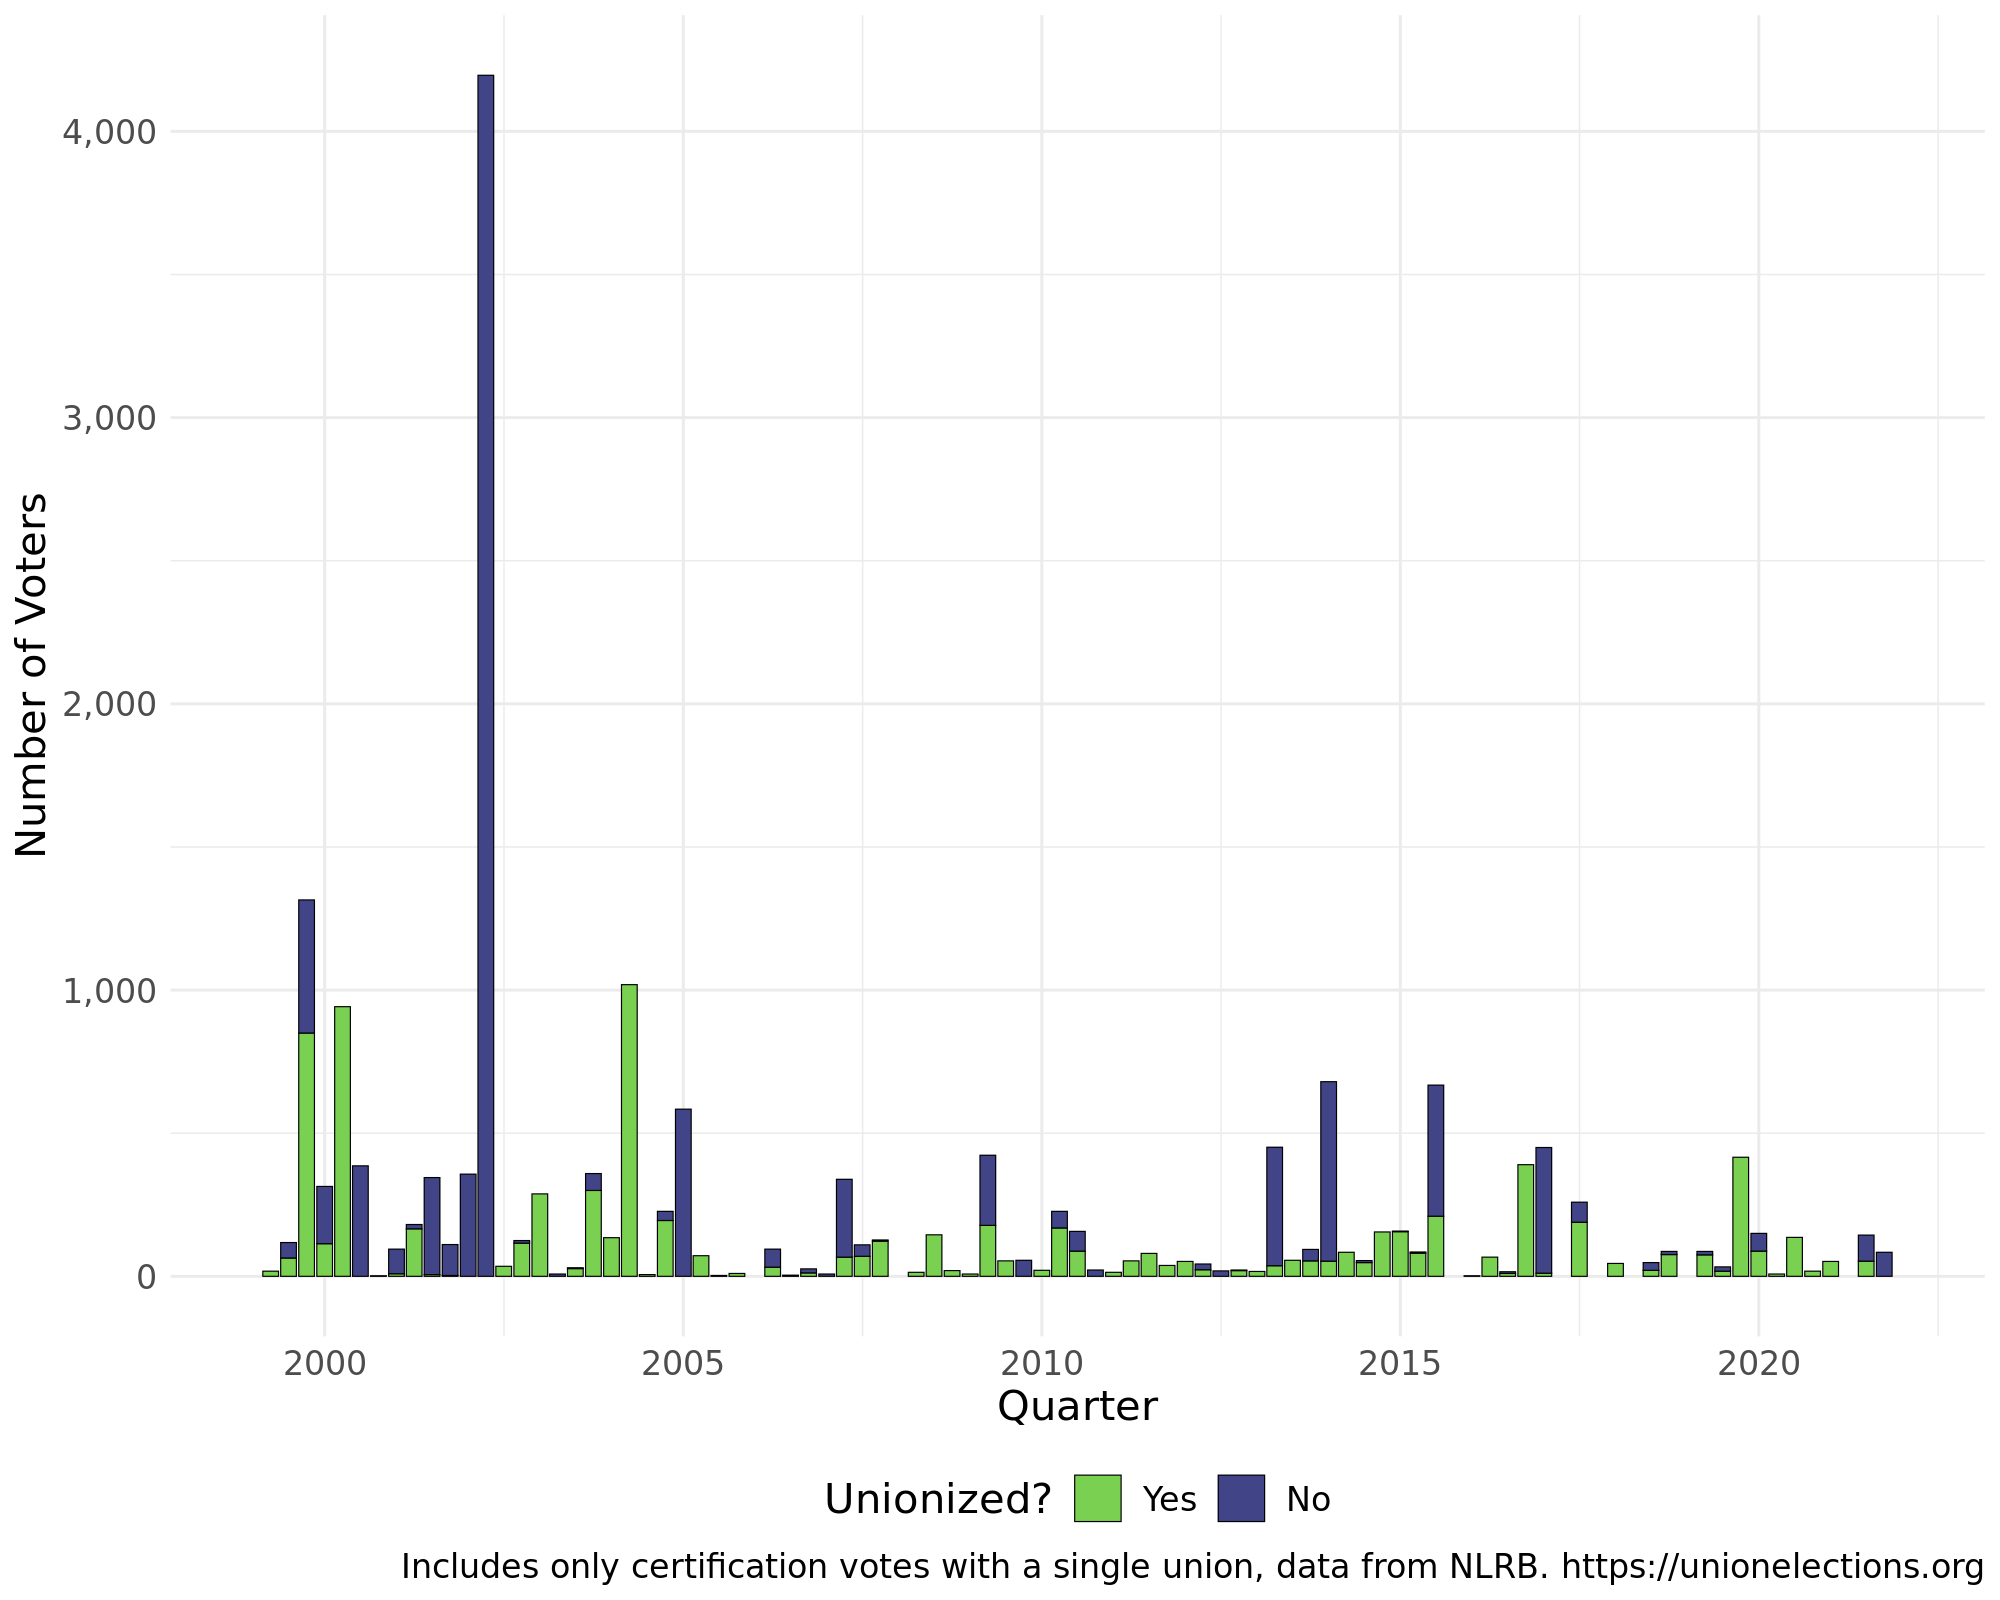 4,000
3,000
2,000
1,000
0
Number of Voters
2000 2005 2010 2015 2020
Quarter
Unionized? Yes No
Includes only certification votes with a single union, data from NLRB. https://unionelections.org